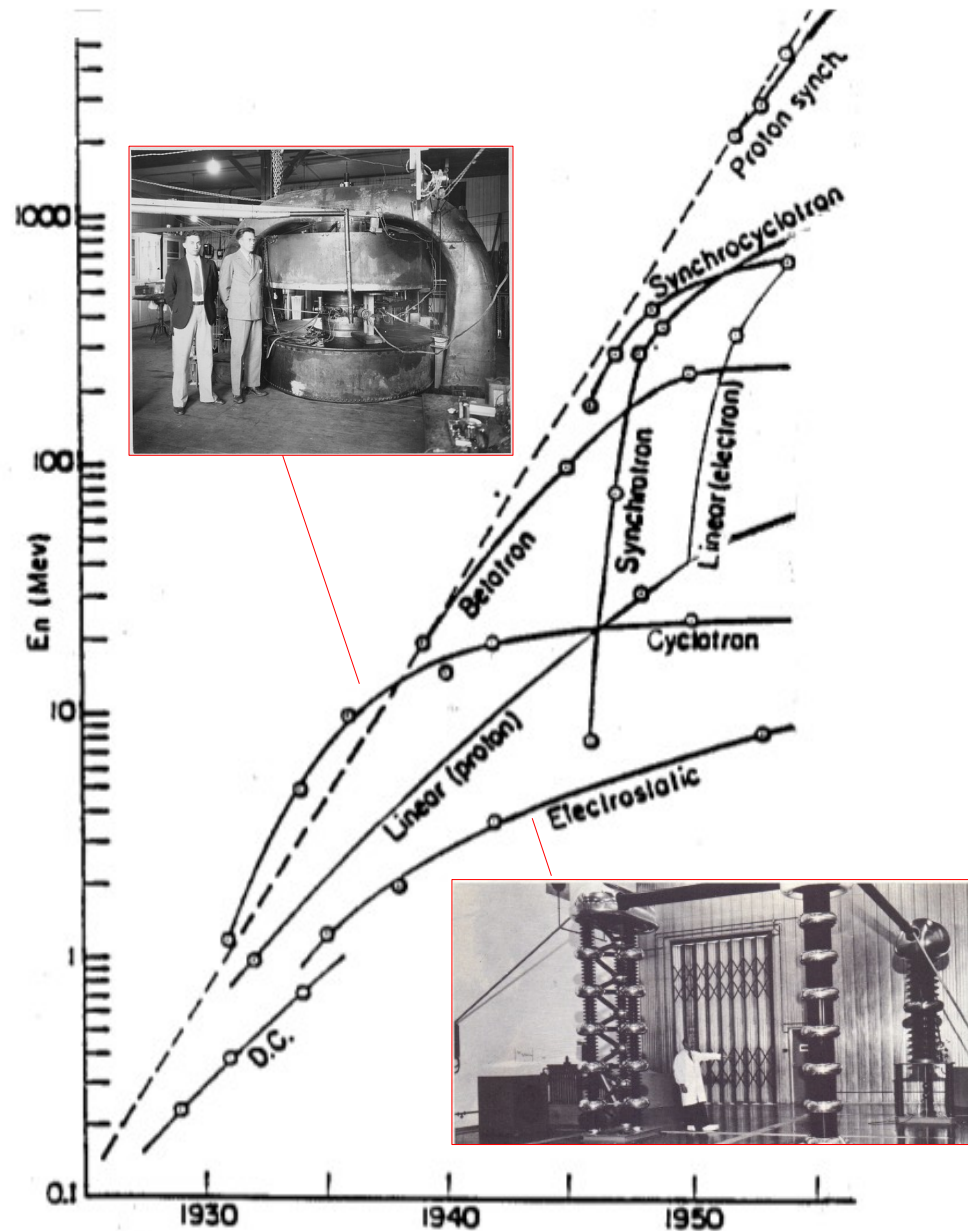 Proton synch.
1000
Synchrocyclotron
100
Synchrotron
Linear (electron)
En (Mev)
Betatron
Cyclotron
10
Linear (proton)
Electrostatic
1
D.C.
0.1
1930
1940
1950